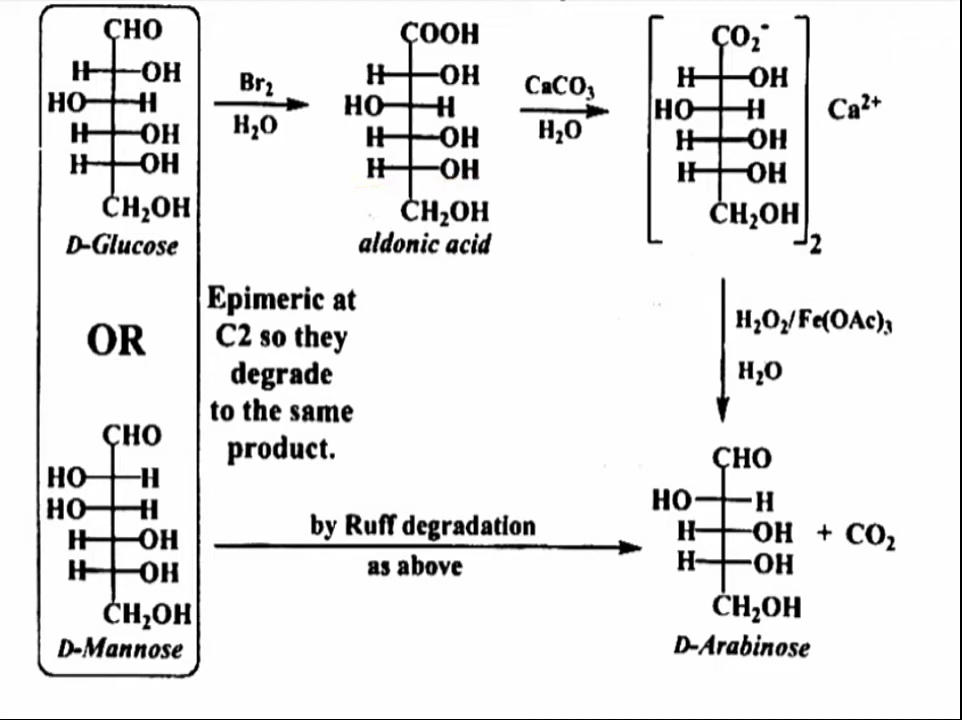 CHO
H OH
HO H
H OH
H OH
CH₂OH
D-Glucose
Br₂
H₂O
COOH
H OH
HO H
H OH
H OH
CH₂OH
aldonic acid
CaCO₃
H₂O
CO₂⁻
H OH
HO H
H OH
H OH
CH₂OH
2
Ca²⁺
OR
Epimeric at
C2 so they
degrade
to the same
product.
H₂O₂/Fe(OAc)₃
H₂O
CHO
HO H
HO H
H OH
H OH
CH₂OH
D-Mannose
by Ruff degradation
as above
CHO
HO H
H OH
H OH
CH₂OH
D-Arabinose
+ CO₂